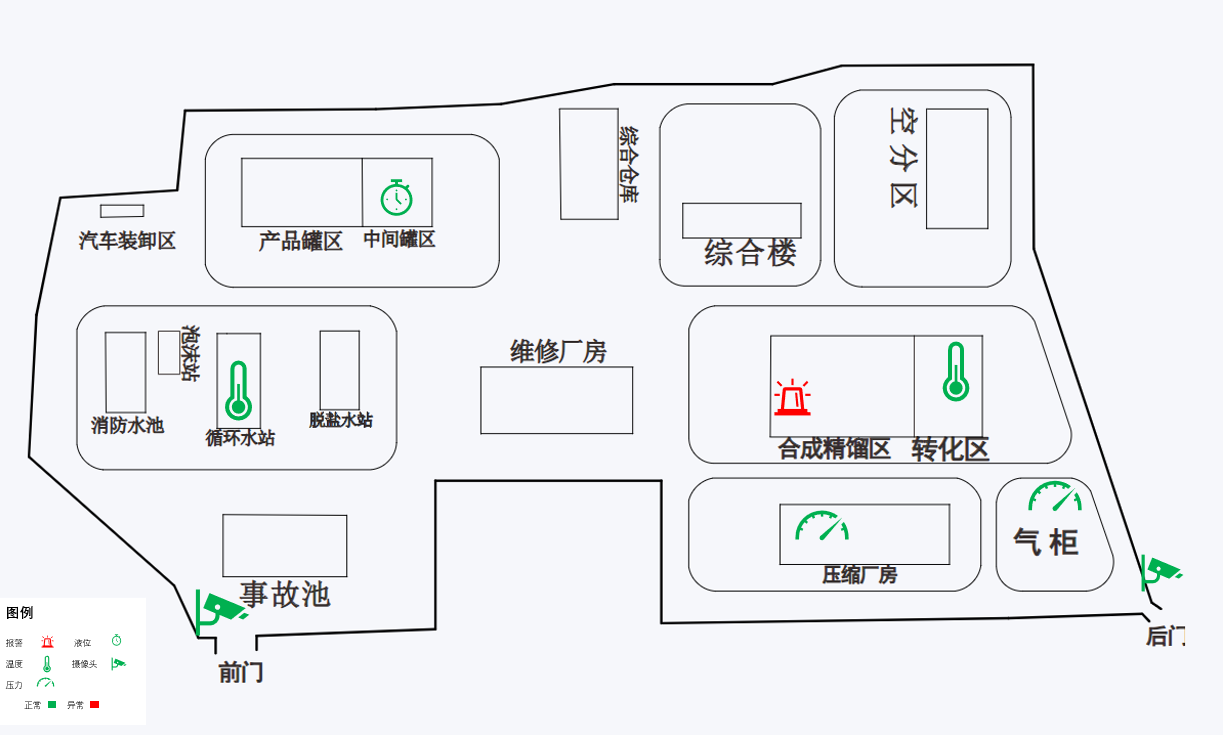 空分区
综合仓库
汽车装卸区
产品罐区
中间罐区
综合楼
泡沫站
维修厂房
消防水池
循环水站
脱盐水站
合成精馏区
转化区
气柜
压缩厂房
事故池
前门
后门
图例
报警
液位
温度
摄像头
压力
正常
异常